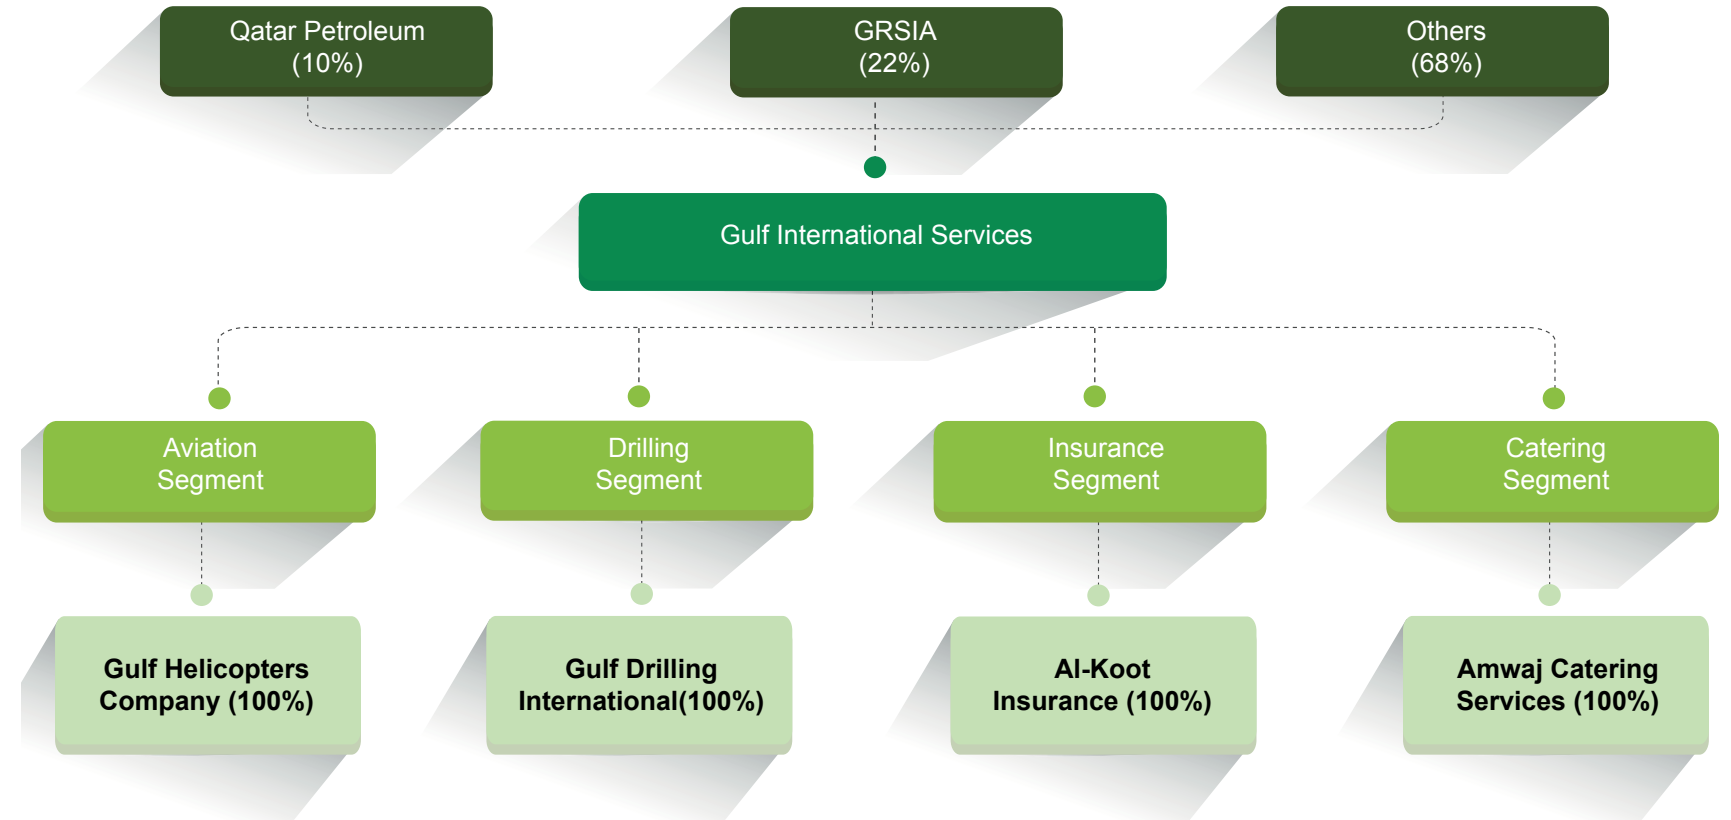 Qatar Petroleum
(10%)
GRSIA
(22%)
Others
(68%)
Gulf International Services
Aviation
Segment
Drilling
Segment
Insurance
Segment
Catering
Segment
Gulf Helicopters
Company (100%)
Gulf Drilling
International(100%)
Al-Koot
Insurance (100%)
Amwaj Catering
Services (100%)